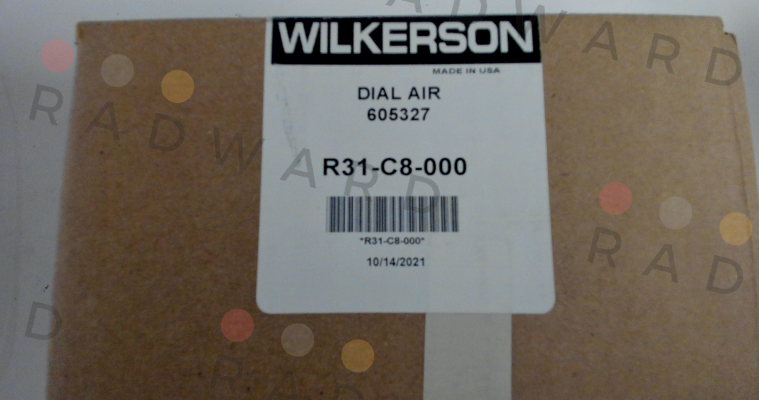 WILKERSON
MADE IN USA
DIAL AIR
605327
R31-C8-000
"R31-C8-000"
10/14/2021
RADWARD
RADWARD
RADWARD
RAD
D
RAD